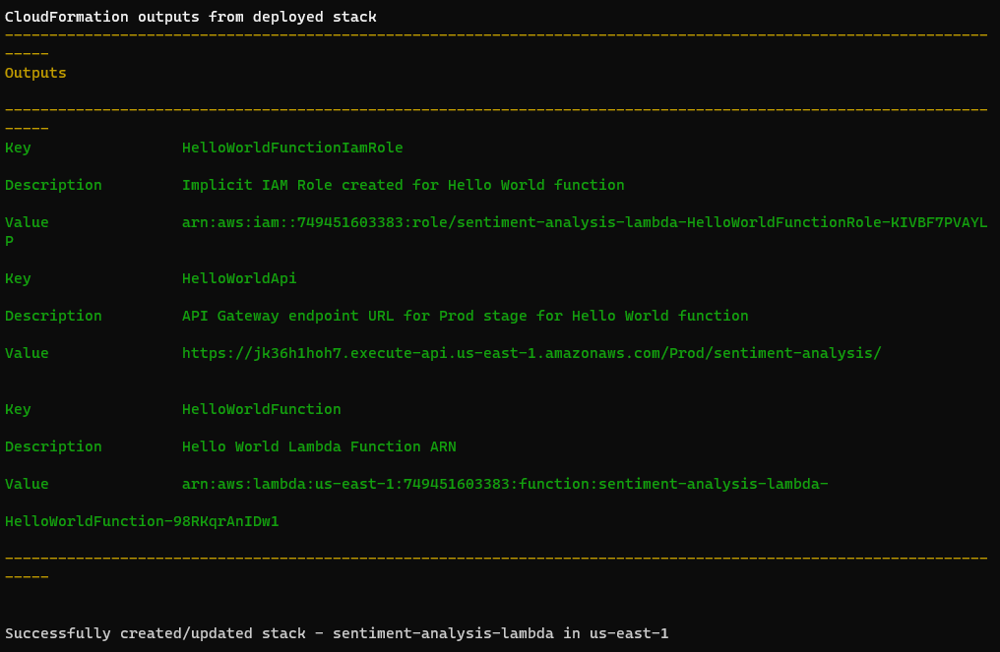 CloudFormation outputs from deployed stack
---------------------------------------------------------------------------------------------------------------
-----
Outputs
---------------------------------------------------------------------------------------------------------------
-----
Key                 HelloWorldFunctionIamRole
Description         Implicit IAM Role created for Hello World function
Value               arn:aws:iam::749451603383:role/sentiment-analysis-lambda-HelloWorldFunctionRole-KIVBF7PVAYL
P
Key                 HelloWorldApi
Description         API Gateway endpoint URL for Prod stage for Hello World function
Value               https://jk36h1hoh7.execute-api.us-east-1.amazonaws.com/Prod/sentiment-analysis/
Key                 HelloWorldFunction
Description         Hello World Lambda Function ARN
Value               arn:aws:lambda:us-east-1:749451603383:function:sentiment-analysis-lambda-
HelloWorldFunction-98RKqrAnIDw1
---------------------------------------------------------------------------------------------------------------
-----
Successfully created/updated stack - sentiment-analysis-lambda in us-east-1